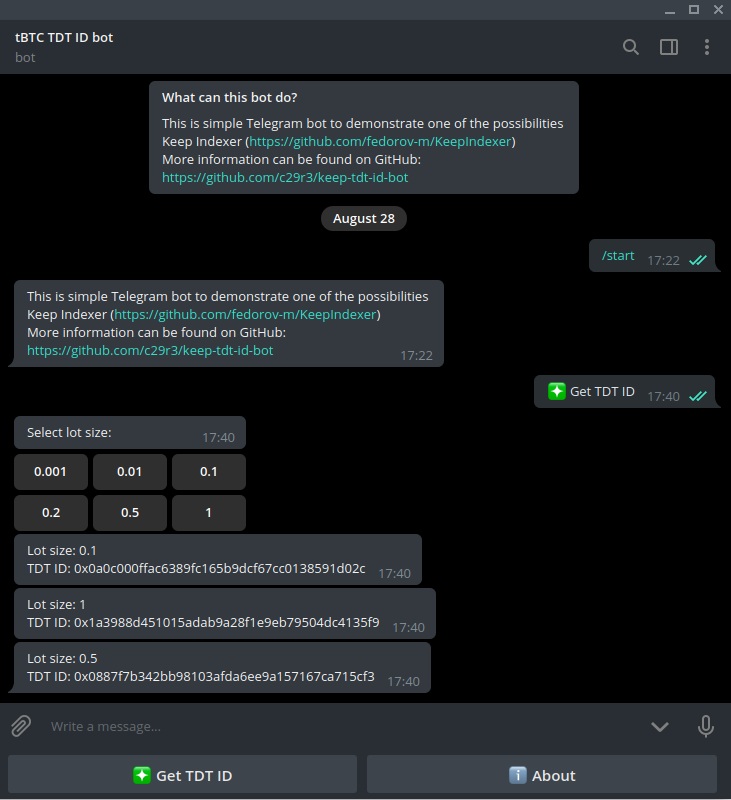 tBTC TDT ID bot
bot
What can this bot do?
This is simple Telegram bot to demonstrate one of the possibilities
Keep Indexer (https://github.com/fedorov-m/KeepIndexer)
More information can be found on GitHub:
https://github.com/c29r3/keep-tdt-id-bot
August 28
/start 17:22
This is simple Telegram bot to demonstrate one of the possibilities
Keep Indexer (https://github.com/fedorov-m/KeepIndexer)
More information can be found on GitHub:
https://github.com/c29r3/keep-tdt-id-bot 17:22
Get TDT ID 17:40
Select lot size: 17:40
0.001 0.01 0.1
0.2 0.5 1
Lot size: 0.1
TDT ID: 0x0a0c000ffac6389fc165b9dcf67cc0138591d02c 17:40
Lot size: 1
TDT ID: 0x1a3988d451015adab9a28f1e9eb79504dc4135f9 17:40
Lot size: 0.5
TDT ID: 0x0887f7b342bb98103afda6ee9a157167ca715cf3 17:40
Write a message...
Get TDT ID
About